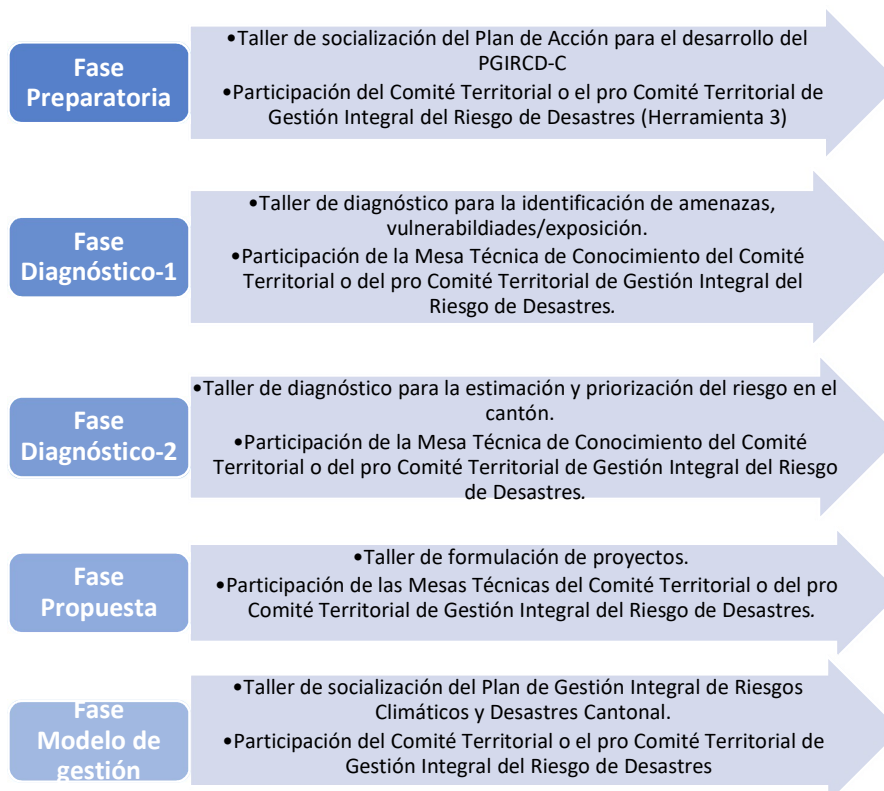 Fase
Preparatoria
•Taller de socialización del Plan de Acción para el desarrollo del
PGIRCD-C
•Participación del Comité Territorial o el pro Comité Territorial de
Gestión Integral del Riesgo de Desastres (Herramienta 3)
Fase
Diagnóstico-1
•Taller de diagnóstico para la identificación de amenazas,
vulnerabildiades/exposición.
•Participación de la Mesa Técnica de Conocimiento del Comité
Territorial o del pro Comité Territorial de Gestión Integral del
Riesgo de Desastres.
Fase
Diagnóstico-2
•Taller de diagnóstico para la estimación y priorización del riesgo en el
cantón.
•Participación de la Mesa Técnica de Conocimiento del Comité
Territorial o del pro Comité Territorial de Gestión Integral del Riesgo
de Desastres.
Fase
Propuesta
•Taller de formulación de proyectos.
•Participación de las Mesas Técnicas del Comité Territorial o del pro
Comité Territorial de Gestión Integral del Riesgo de Desastres.
Fase
Modelo de
gestión
•Taller de socialización del Plan de Gestión Integral de Riesgos
Climáticos y Desastres Cantonal.
•Participación del Comité Territorial o el pro Comité Territorial de
Gestión Integral del Riesgo de Desastres